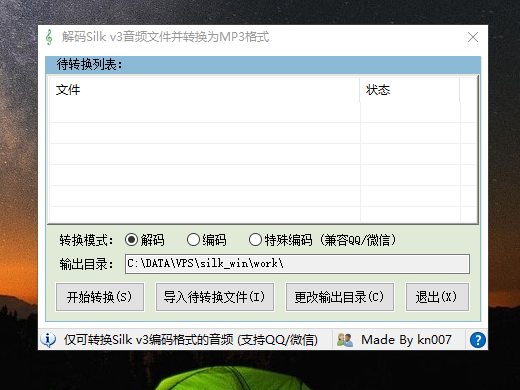 解码Silk v3音频文件并转换为MP3格式
待转换列表：
文件 状态
转换模式： 解码 编码 特殊编码 (兼容QQ/微信)
输出目录： C:\DATA\VPS\silk_win\work\
开始转换(S) 导入待转换文件(I) 更改输出目录(C) 退出(X)
仅可转换Silk v3编码格式的音频 (支持QQ/微信) Made By kn007